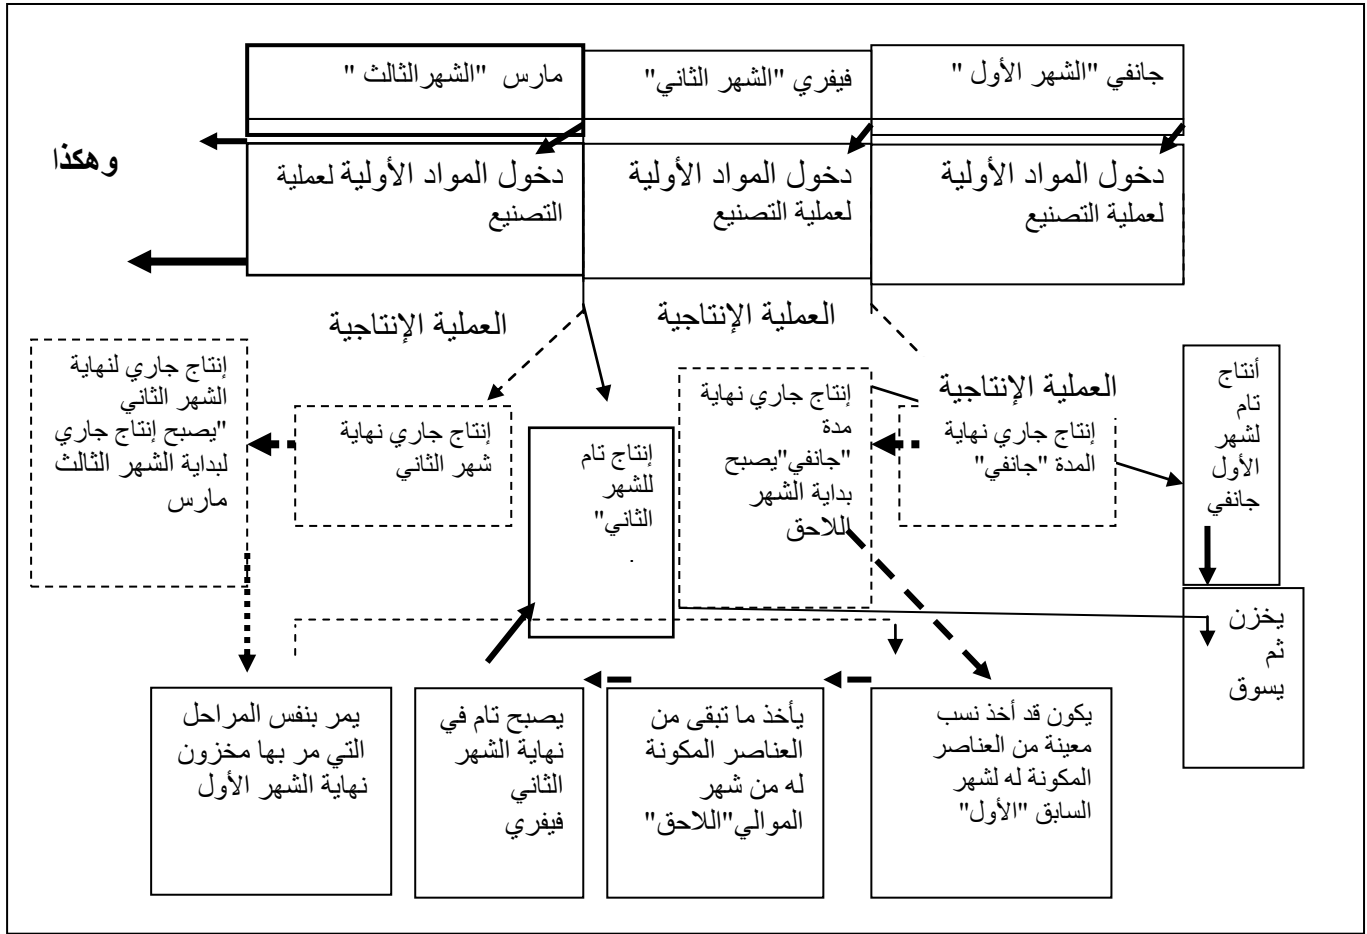 جانفي "الشهر الأول "
فيفري "الشهر الثاني"
مارس "الشهرالثالث "
وهكذا
دخول المواد الأولية
لعملية التصنيع
دخول المواد الأولية
لعملية التصنيع
دخول المواد الأولية لعملية
التصنيع
العملية الإنتاجية
العملية الإنتاجية
العملية الإنتاجية
أنتاج
تام
لشهر
الأول
جانفي
إنتاج جاري نهاية
المدة "جانفي"
إنتاج جاري نهاية
مدة
"جانفي"يصبح
بداية الشهر
اللاحق
إنتاج تام
للشهر
الثاني"
.
إنتاج جاري نهاية
شهر الثاني
إنتاج جاري لنهاية
الشهر الثاني
"يصبح إنتاج جاري
لبداية الشهر الثالث
مارس
يخزن
ثم
يسوق
يكون قد أخذ نسب
معينة من العناصر
المكونة له لشهر
السابق "الأول"
يأخذ ما تبقى من
العناصر المكونة
له من شهر
الموالي"اللاحق"
يصبح تام في
نهاية الشهر
الثاني
فيفري
يمر بنفس المراحل
التي مر بها مخزون
نهاية الشهر الأول